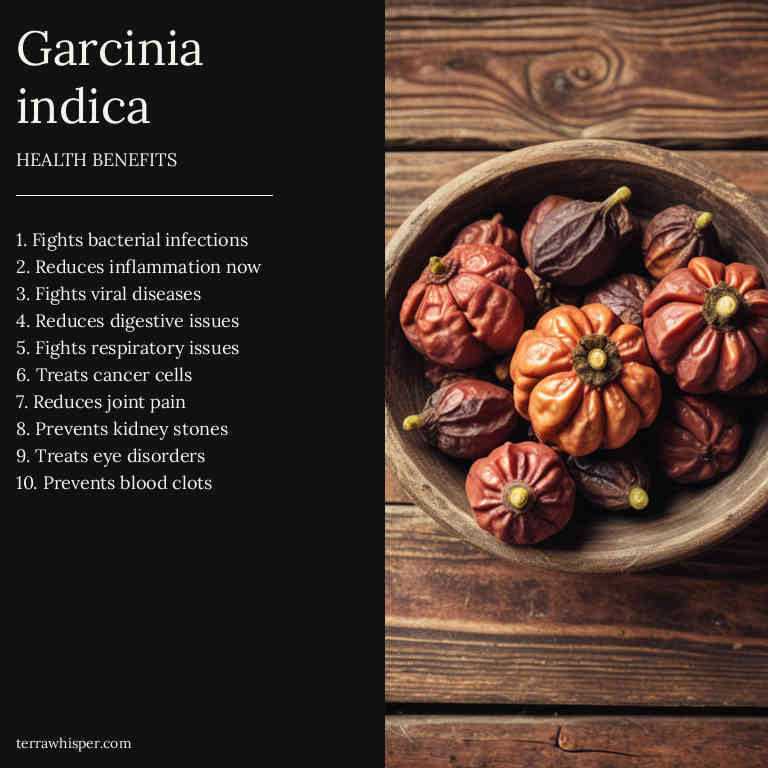 Garcinia
indica
HEALTH BENEFITS
1. Fights bacterial infections
2. Reduces inflammation now
3. Fights viral diseases
4. Reduces digestive issues
5. Fights respiratory issues
6. Treats cancer cells
7. Reduces joint pain
8. Prevents kidney stones
9. Treats eye disorders
10. Prevents blood clots
terrawhisper.com